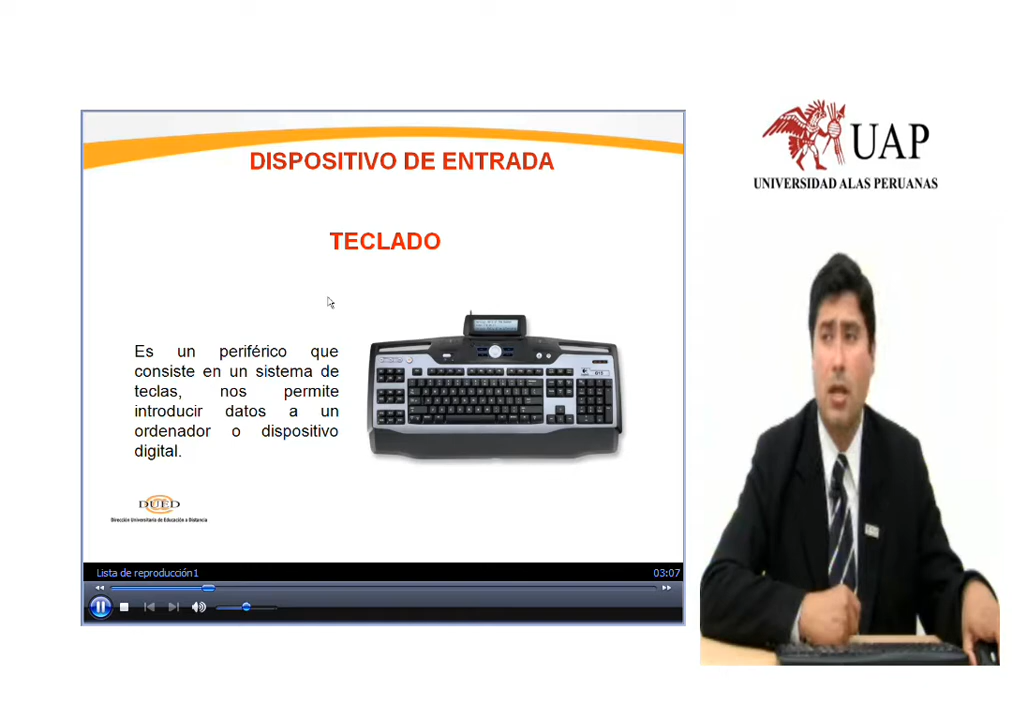 DISPOSITIVO DE ENTRADA
TECLADO
Es un periférico que
consiste en un sistema de
teclas, nos permite
introducir datos a un
ordenador o dispositivo
digital.
DUED
Dirección Universitaria de Educación a Distancia
Lista de reproducción1
03:07
UAP
UNIVERSIDAD ALAS PERUANAS